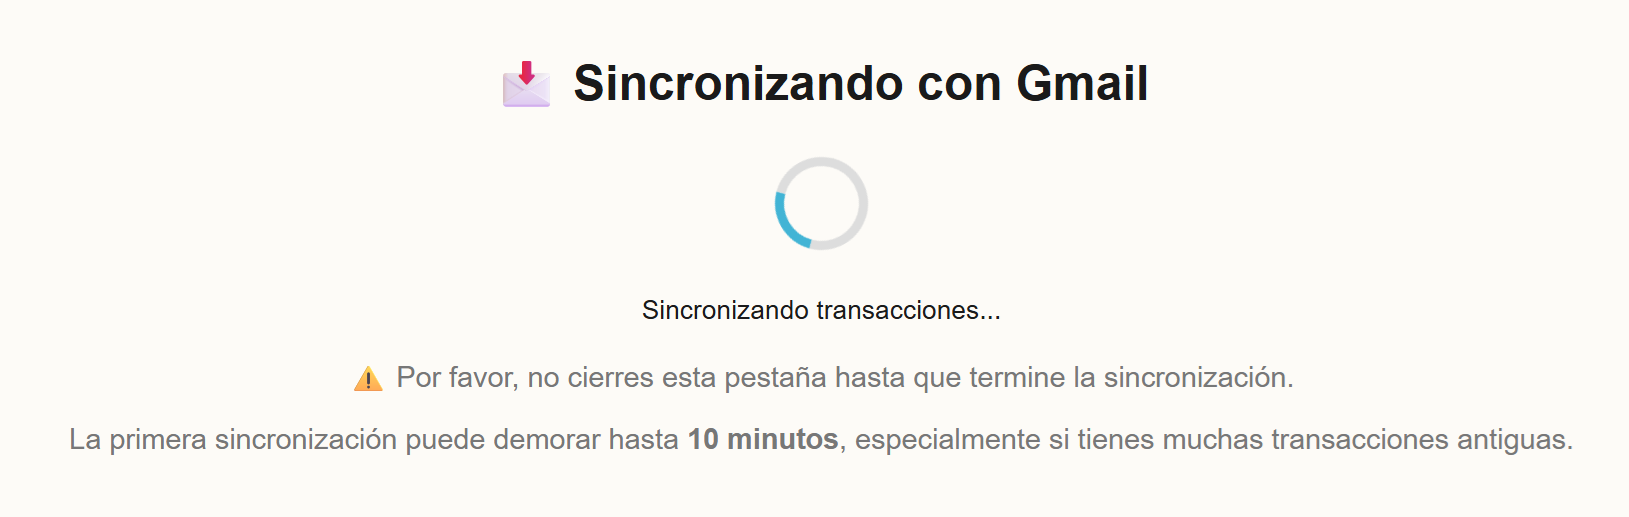 Sincronizando con Gmail
Sincronizando transacciones...
Por favor, no cierres esta pestaña hasta que termine la sincronización.
La primera sincronización puede demorar hasta 10 minutos, especialmente si tienes muchas transacciones antiguas.